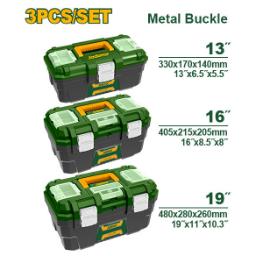 3PCS/SET
Metal Buckle
13″
330x170x140mm
13″x6.5″x5.5″
16″
405x215x205mm
16″x8.5″x8″
19″
480x280x260mm
19″x11″x10.3″